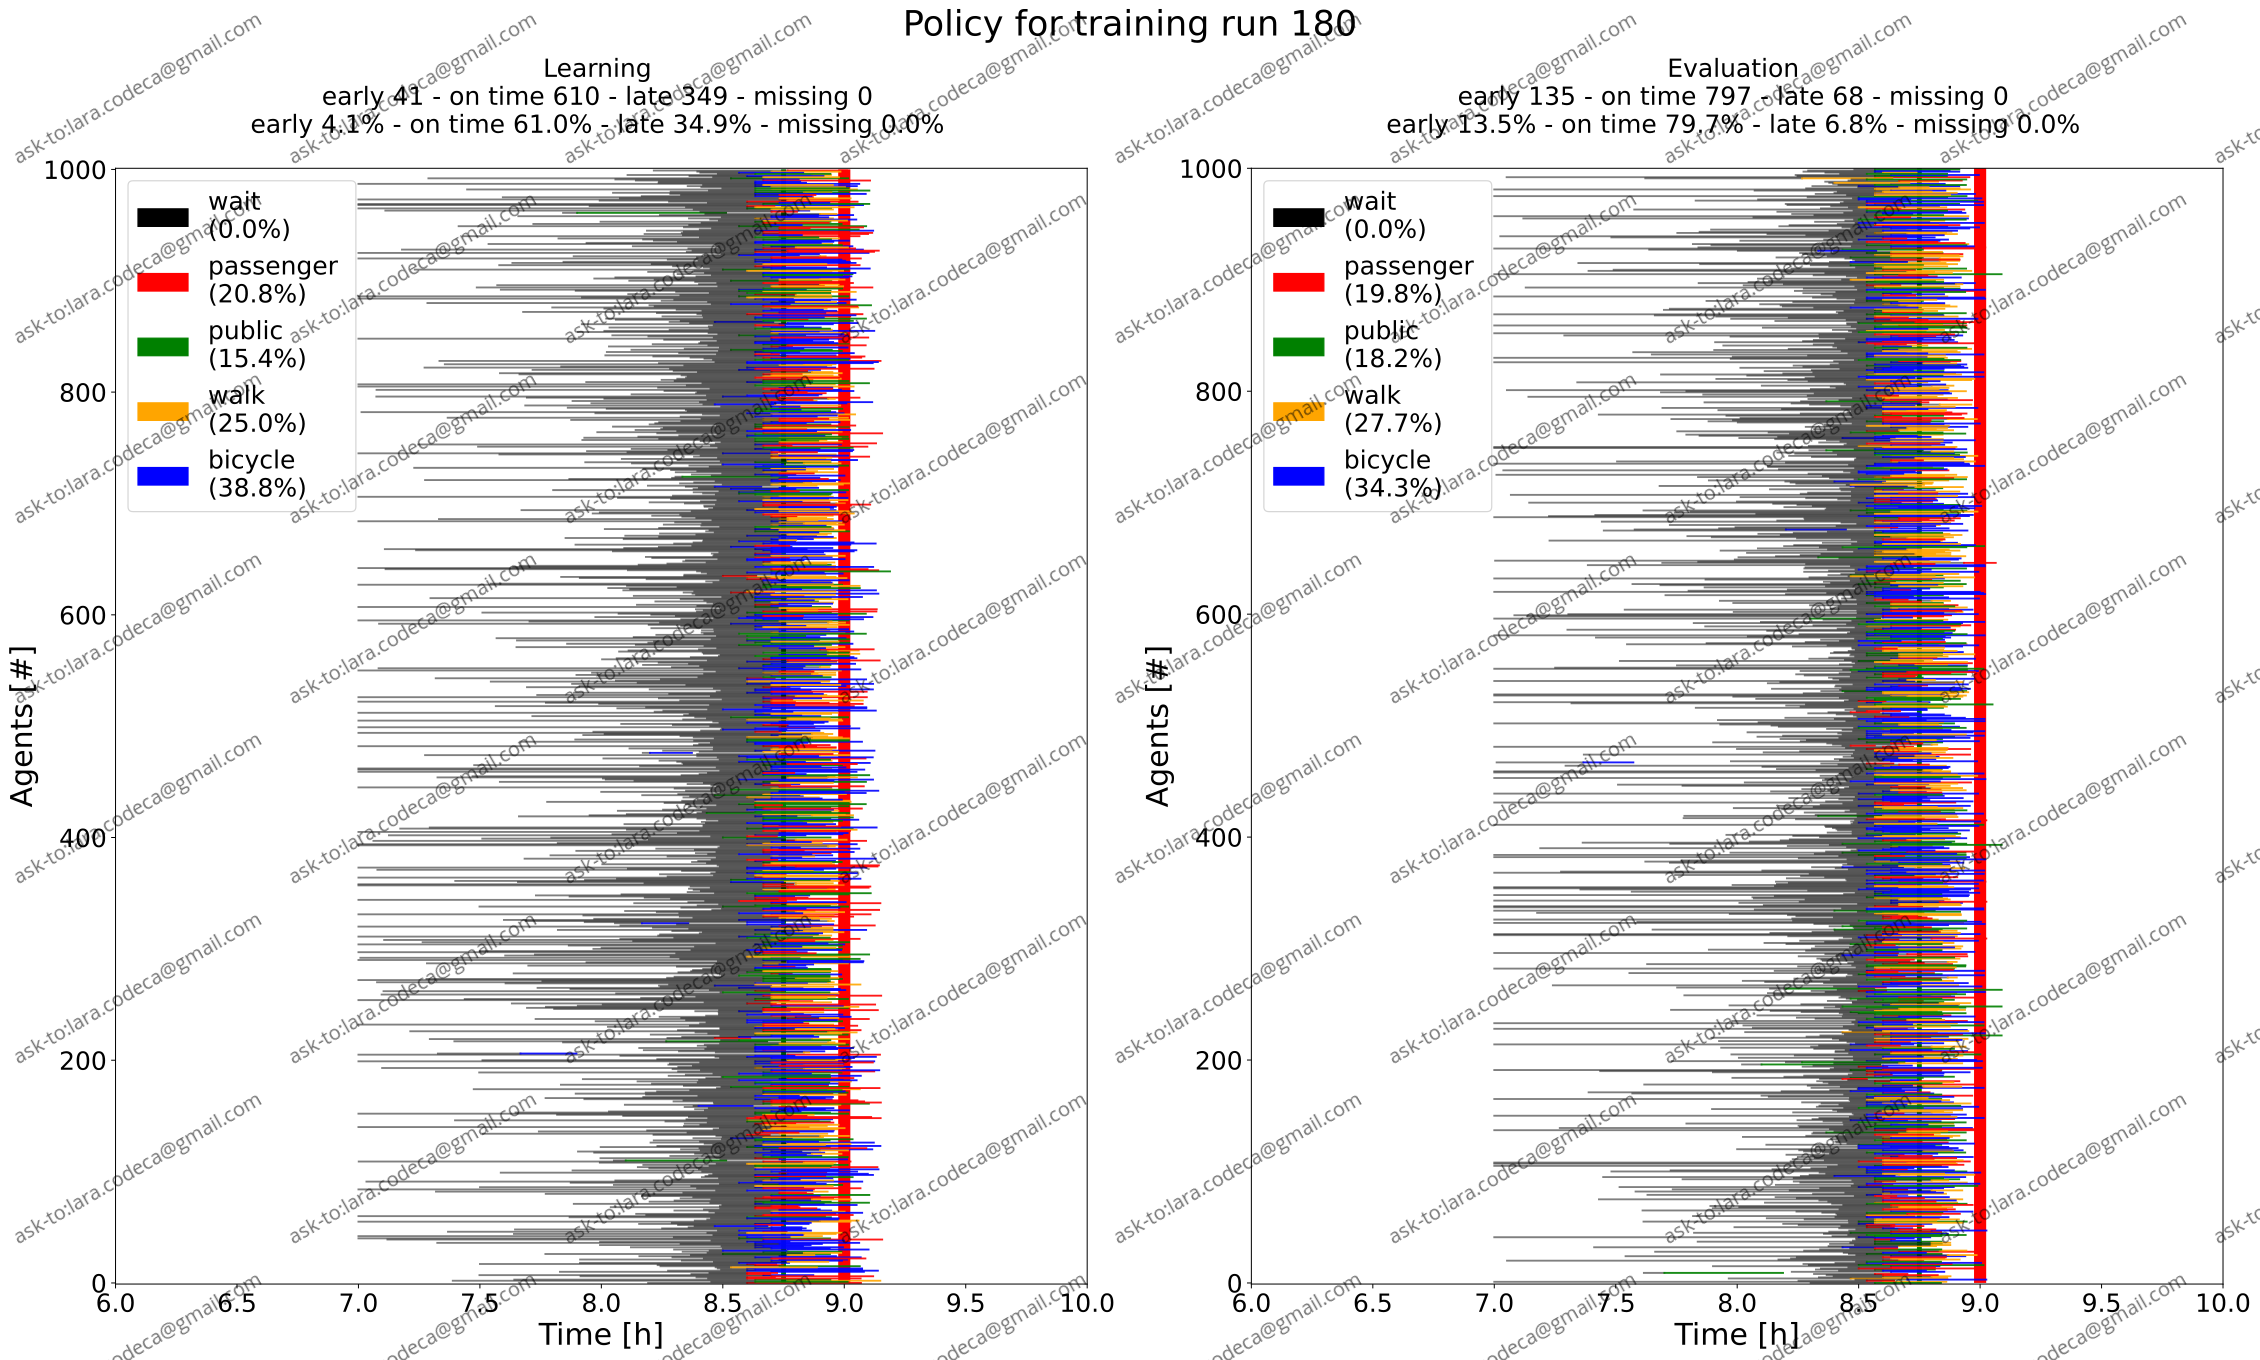 Policy for training run 180
Learning
early 41 - on time 610 - late 349 - missing 0
early 4.1% - on time 61.0% - late 34.9% - missing 0.0%
1000
800
600
400
200
0
Agents [#]
wait
(0.0%)
passenger
(20.8%)
public
(15.4%)
walk
(25.0%)
bicycle
(38.8%)
6.0 6.5 7.0 7.5 8.0 8.5 9.0 9.5 10.0
Time [h]
Evaluation
early 135 - on time 797 - late 68 - missing 0
early 13.5% - on time 79.7% - late 6.8% - missing 0.0%
1000
800
600
400
200
0
Agents [#]
wait
(0.0%)
passenger
(19.8%)
public
(18.2%)
walk
(27.7%)
bicycle
(34.3%)
6.0 6.5 7.0 7.5 8.0 8.5 9.0 9.5 10.0
Time [h]
ask-to:lara.codeca@gmail.com